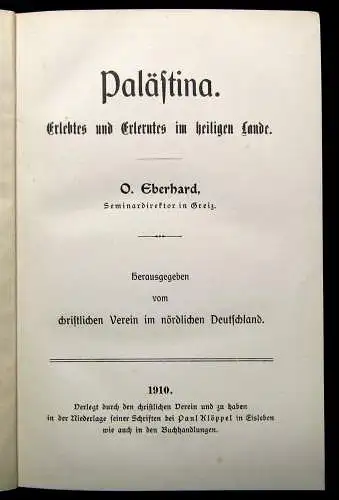 Palästina.
Erlebtes und Erlerntes im heiligen Lande.
O. Eberhard,
Seminardirektor in Greiz.
Herausgegeben
vom
christlichen Verein im nördlichen Deutschland.
1910.
Verlegt durch den christlichen Verein und zu haben
in der Niederlage seiner Schriften bei Paul Klöppel in Eisleben
wie auch in den Buchhandlungen.